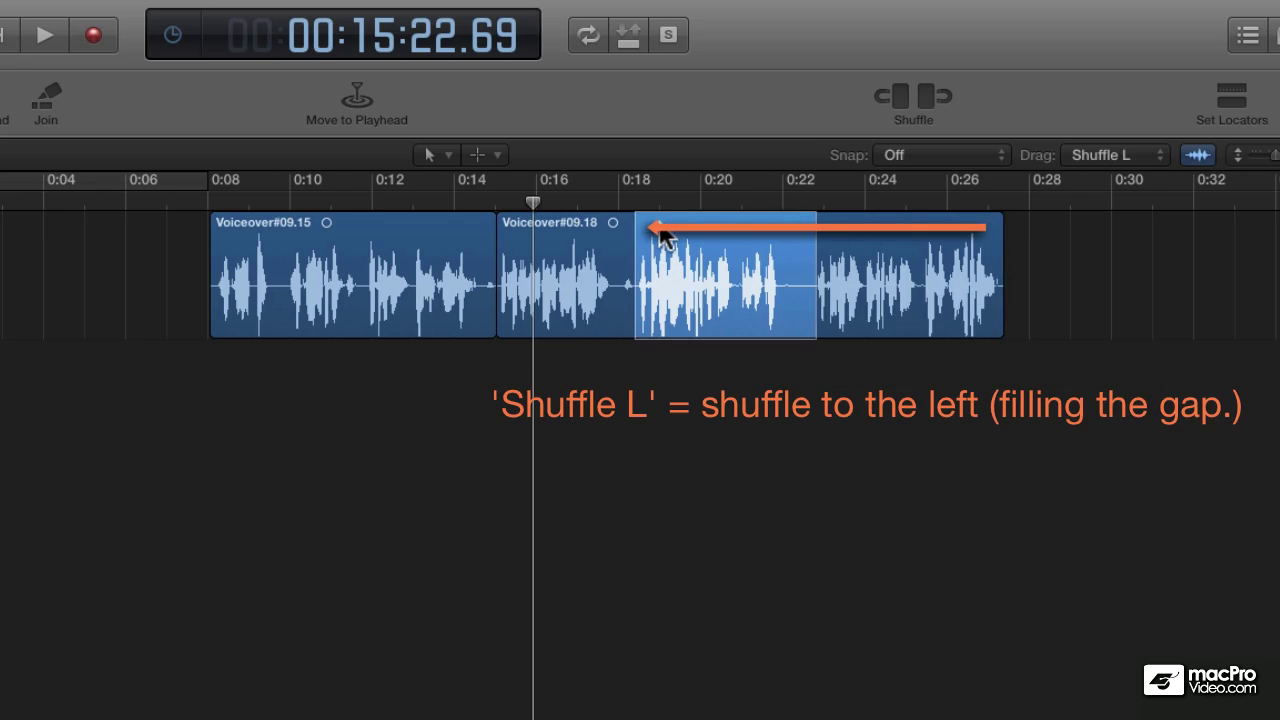 00:00:15:22.69
S
Join
Move to Playhead
Shuffle
Set Locators
Snap: Off
Drag: Shuffle L
0:04 0:06 0:08 0:10 0:12 0:14 0:16 0:18 0:20 0:22 0:24 0:26 0:28 0:30 0:32
Voiceover#09.15 Voiceover#09.18
'Shuffle L' = shuffle to the left (filling the gap.)
macPro
Video.com